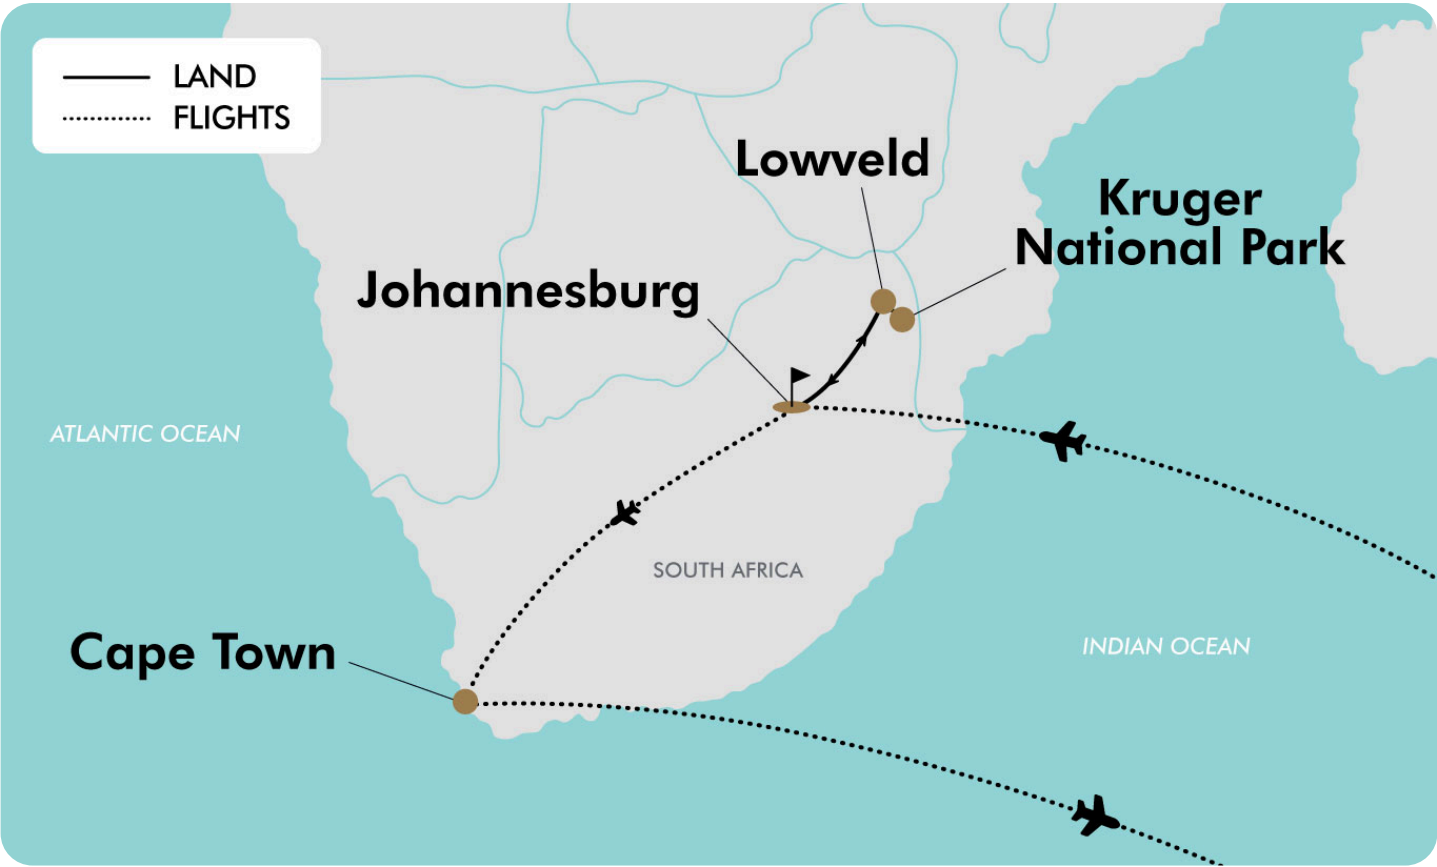 LAND
FLIGHTS
Lowveld
Kruger
National Park
Johannesburg
ATLANTIC OCEAN
SOUTH AFRICA
Cape Town
INDIAN OCEAN